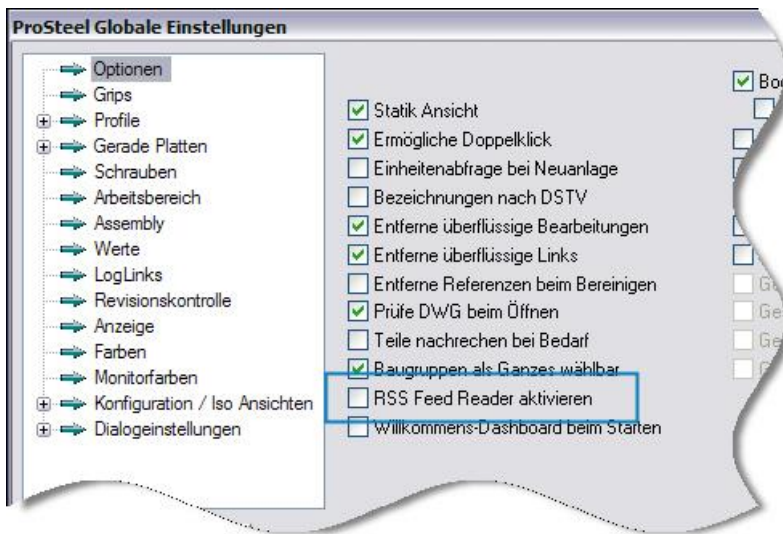 ProSteel Globale Einstellungen
Optionen
Grips
Profile
Gerade Platten
Schrauben
Arbeitsbereich
Assembly
Werte
LogLinks
Revisionskontrolle
Anzeige
Farben
Monitorfarben
Konfiguration / Iso Ansichten
Dialogeinstellungen
Statik Ansicht
Ermögliche Doppelklick
Einheitenabfrage bei Neuanlage
Bezeichnungen nach DSTV
Entferne überflüssige Bearbeitungen
Entferne überflüssige Links
Entferne Referenzen beim Bereinigen
Prüfe DWG beim Öffnen
Teile nachrechen bei Bedarf
Baugruppen als Ganzes wählbar
RSS Feed Reader aktivieren
Willkommens-Dashboard beim Starten